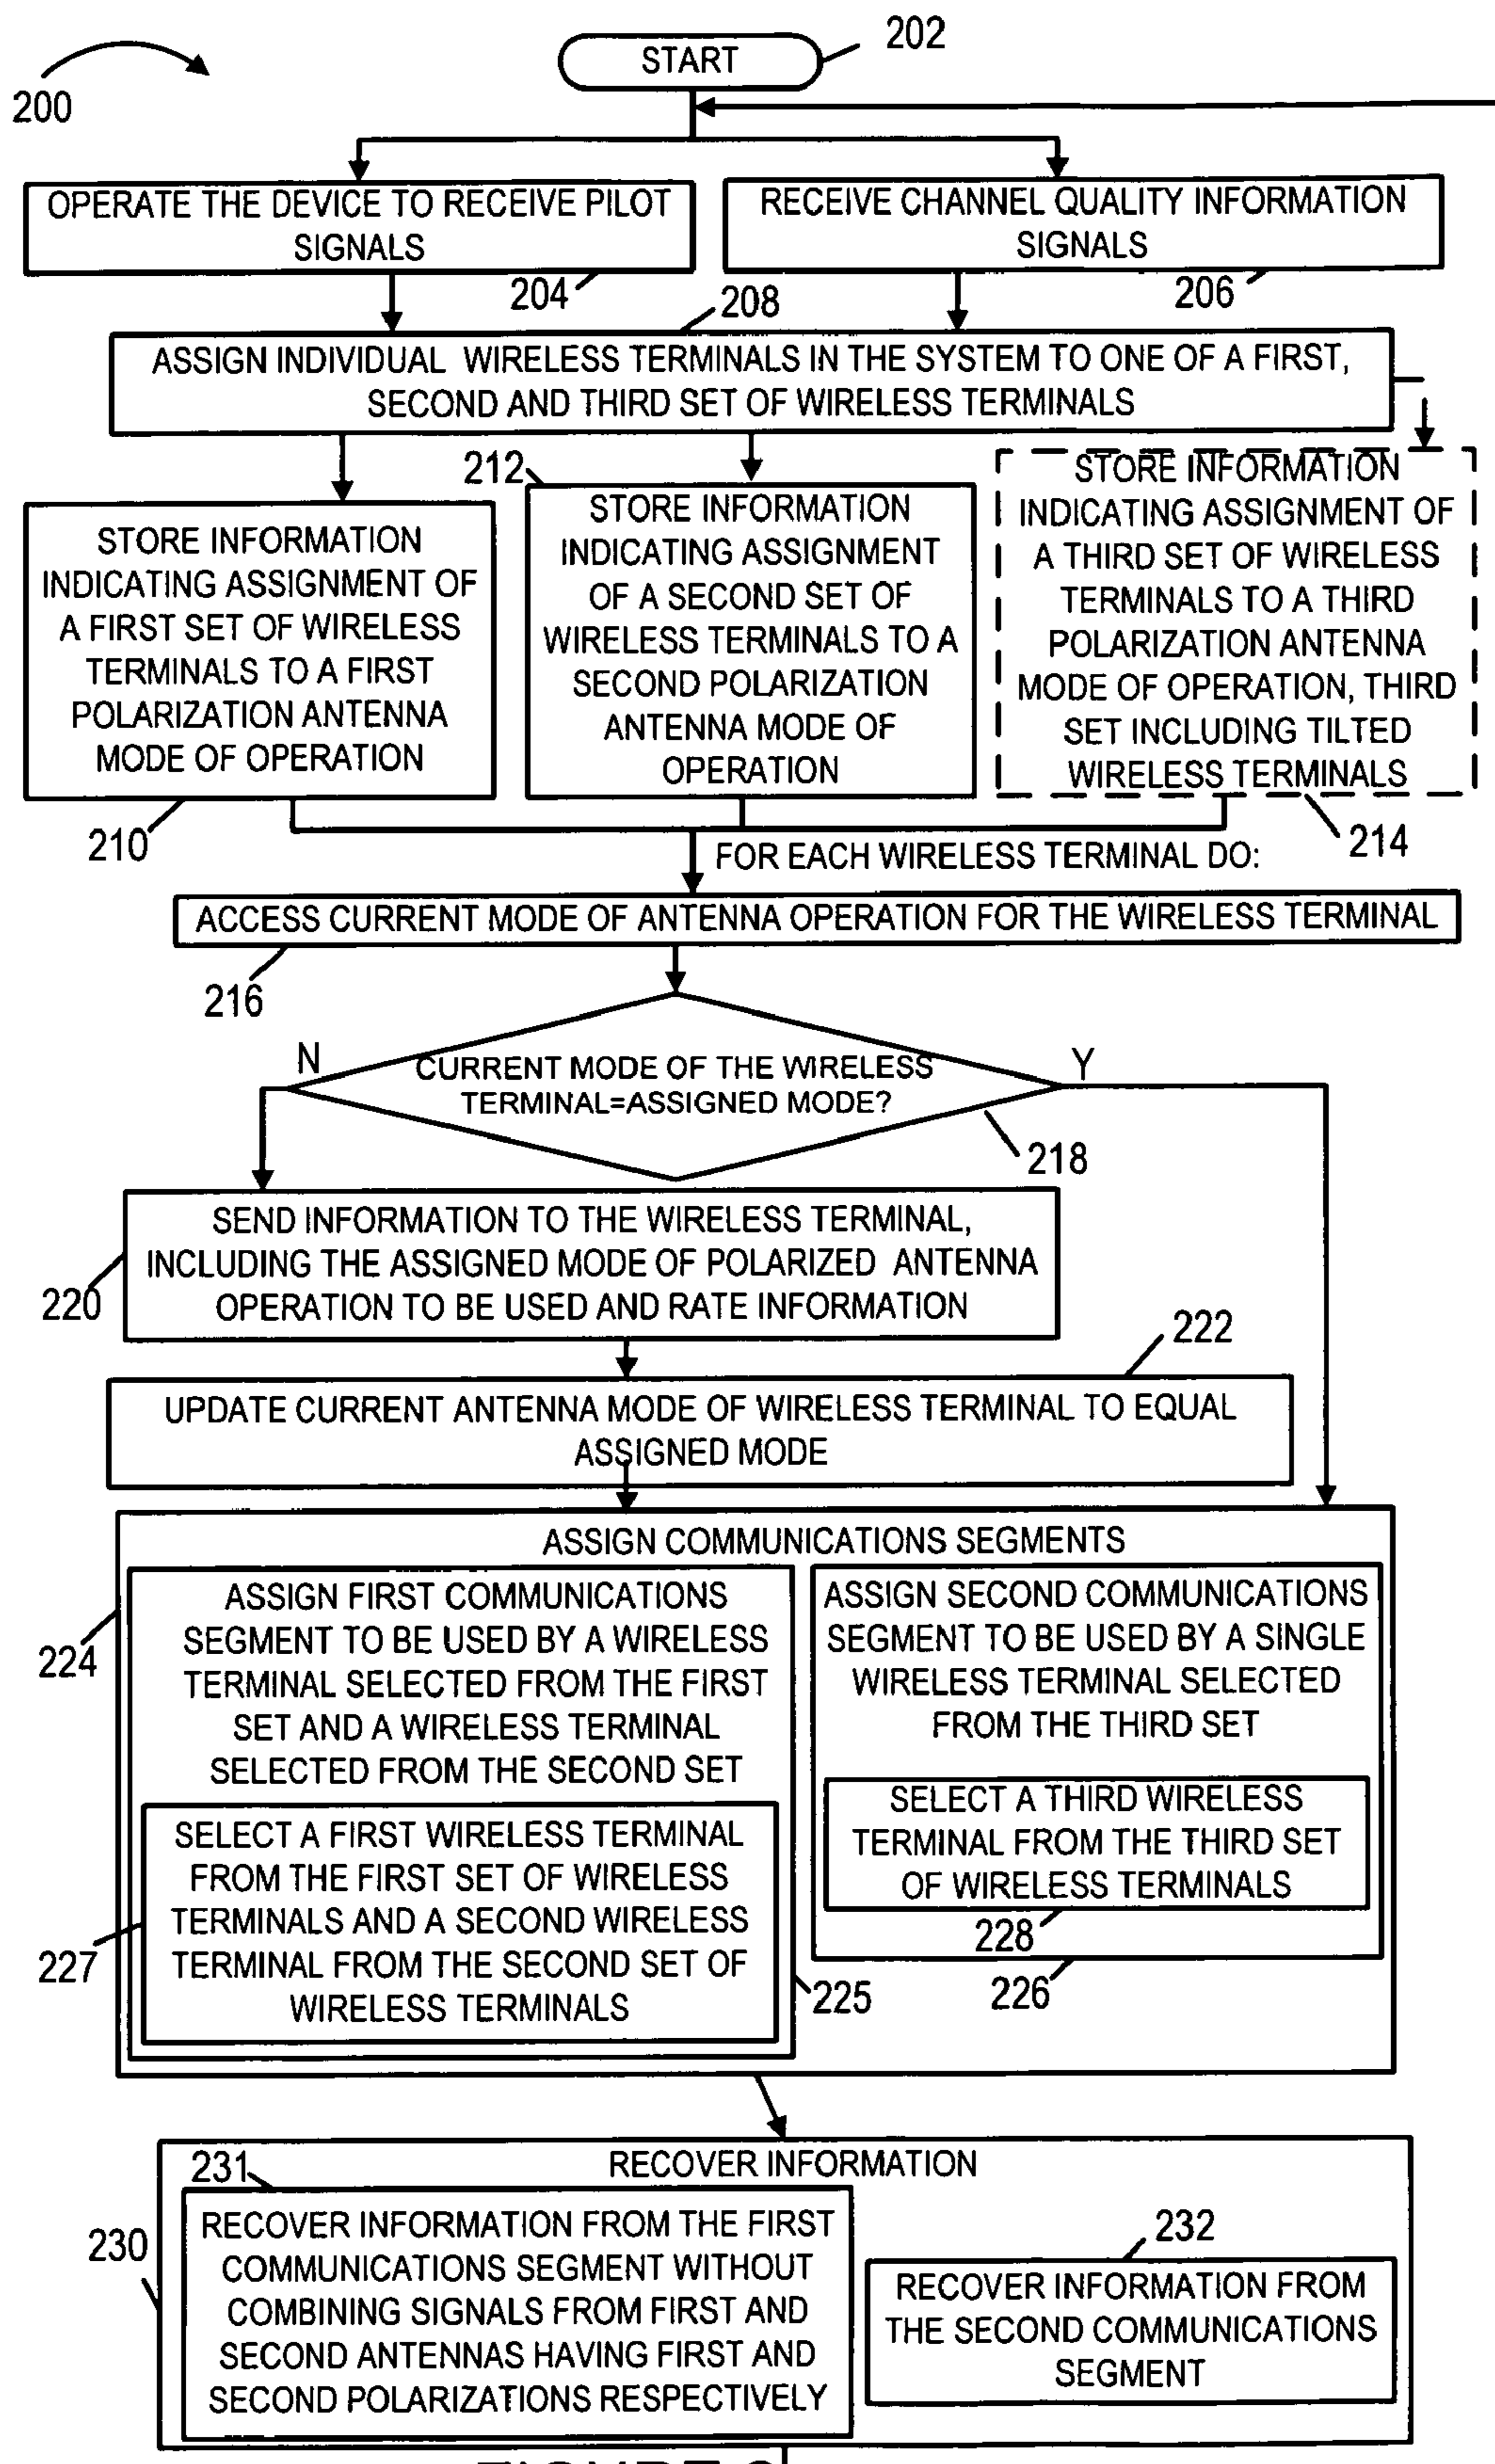 200
START
202
OPERATE THE DEVICE TO RECEIVE PILOT
SIGNALS
204
RECEIVE CHANNEL QUALITY INFORMATION
SIGNALS
206
208
ASSIGN INDIVIDUAL WIRELESS TERMINALS IN THE SYSTEM TO ONE OF A FIRST,
SECOND AND THIRD SET OF WIRELESS TERMINALS
STORE INFORMATION
INDICATING ASSIGNMENT OF
A FIRST SET OF WIRELESS
TERMINALS TO A FIRST
POLARIZATION ANTENNA
MODE OF OPERATION
210
212
STORE INFORMATION
INDICATING ASSIGNMENT
OF A SECOND SET OF
WIRELESS TERMINALS TO A
SECOND POLARIZATION
ANTENNA MODE OF
OPERATION
STORE INFORMATION
INDICATING ASSIGNMENT OF
A THIRD SET OF WIRELESS
TERMINALS TO A THIRD
POLARIZATION ANTENNA
MODE OF OPERATION, THIRD
SET INCLUDING TILTED
WIRELESS TERMINALS
214
FOR EACH WIRELESS TERMINAL DO:
ACCESS CURRENT MODE OF ANTENNA OPERATION FOR THE WIRELESS TERMINAL
216
N
CURRENT MODE OF THE WIRELESS
TERMINAL=ASSIGNED MODE?
Y
218
SEND INFORMATION TO THE WIRELESS TERMINAL,
INCLUDING THE ASSIGNED MODE OF POLARIZED ANTENNA
OPERATION TO BE USED AND RATE INFORMATION
220
222
UPDATE CURRENT ANTENNA MODE OF WIRELESS TERMINAL TO EQUAL
ASSIGNED MODE
ASSIGN COMMUNICATIONS SEGMENTS
224
ASSIGN FIRST COMMUNICATIONS
SEGMENT TO BE USED BY A WIRELESS
TERMINAL SELECTED FROM THE FIRST
SET AND A WIRELESS TERMINAL
SELECTED FROM THE SECOND SET
SELECT A FIRST WIRELESS TERMINAL
FROM THE FIRST SET OF WIRELESS
TERMINALS AND A SECOND WIRELESS
TERMINAL FROM THE SECOND SET OF
WIRELESS TERMINALS
227
225
ASSIGN SECOND COMMUNICATIONS
SEGMENT TO BE USED BY A SINGLE
WIRELESS TERMINAL SELECTED
FROM THE THIRD SET
SELECT A THIRD WIRELESS
TERMINAL FROM THE THIRD SET
OF WIRELESS TERMINALS
228
226
RECOVER INFORMATION
230
231
RECOVER INFORMATION FROM THE FIRST
COMMUNICATIONS SEGMENT WITHOUT
COMBINING SIGNALS FROM FIRST AND
SECOND ANTENNAS HAVING FIRST AND
SECOND POLARIZATIONS RESPECTIVELY
232
RECOVER INFORMATION FROM
THE SECOND COMMUNICATIONS
SEGMENT